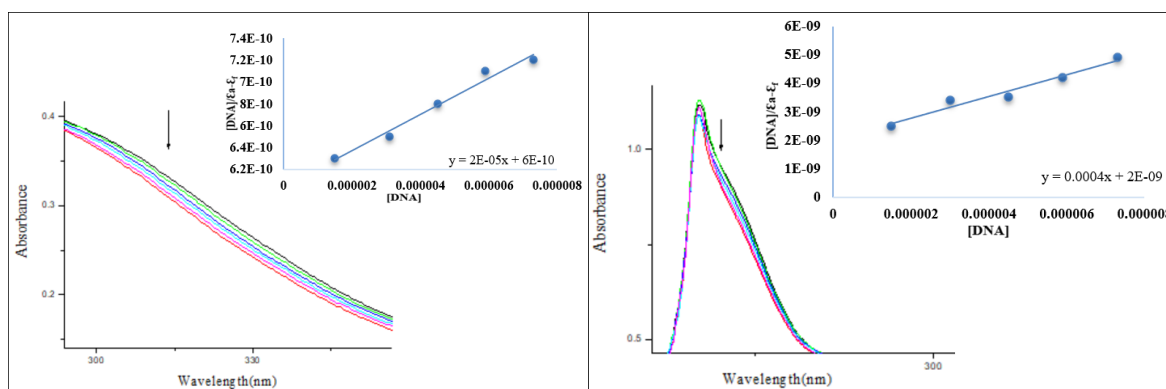 7.4E-10
7.2E-10
7E-10
6.8E-10
6.6E-10
6.4E-10
6.2E-10
[DNA]/εa-εf
0 0.000002 0.000004 0.000006 0.000008
[DNA]
y = 2E-05x + 6E-10
0.4
0.3
0.2
Absorbance
300 330
Wavelength(nm)
6E-09
5E-09
4E-09
3E-09
2E-09
1E-09
0
[DNA]/εa-εf
0 0.000002 0.000004 0.000006 0.000008
[DNA]
y = 0.0004x + 2E-09
1.0
0.5
Absorbance
300
Wavelength(nm)